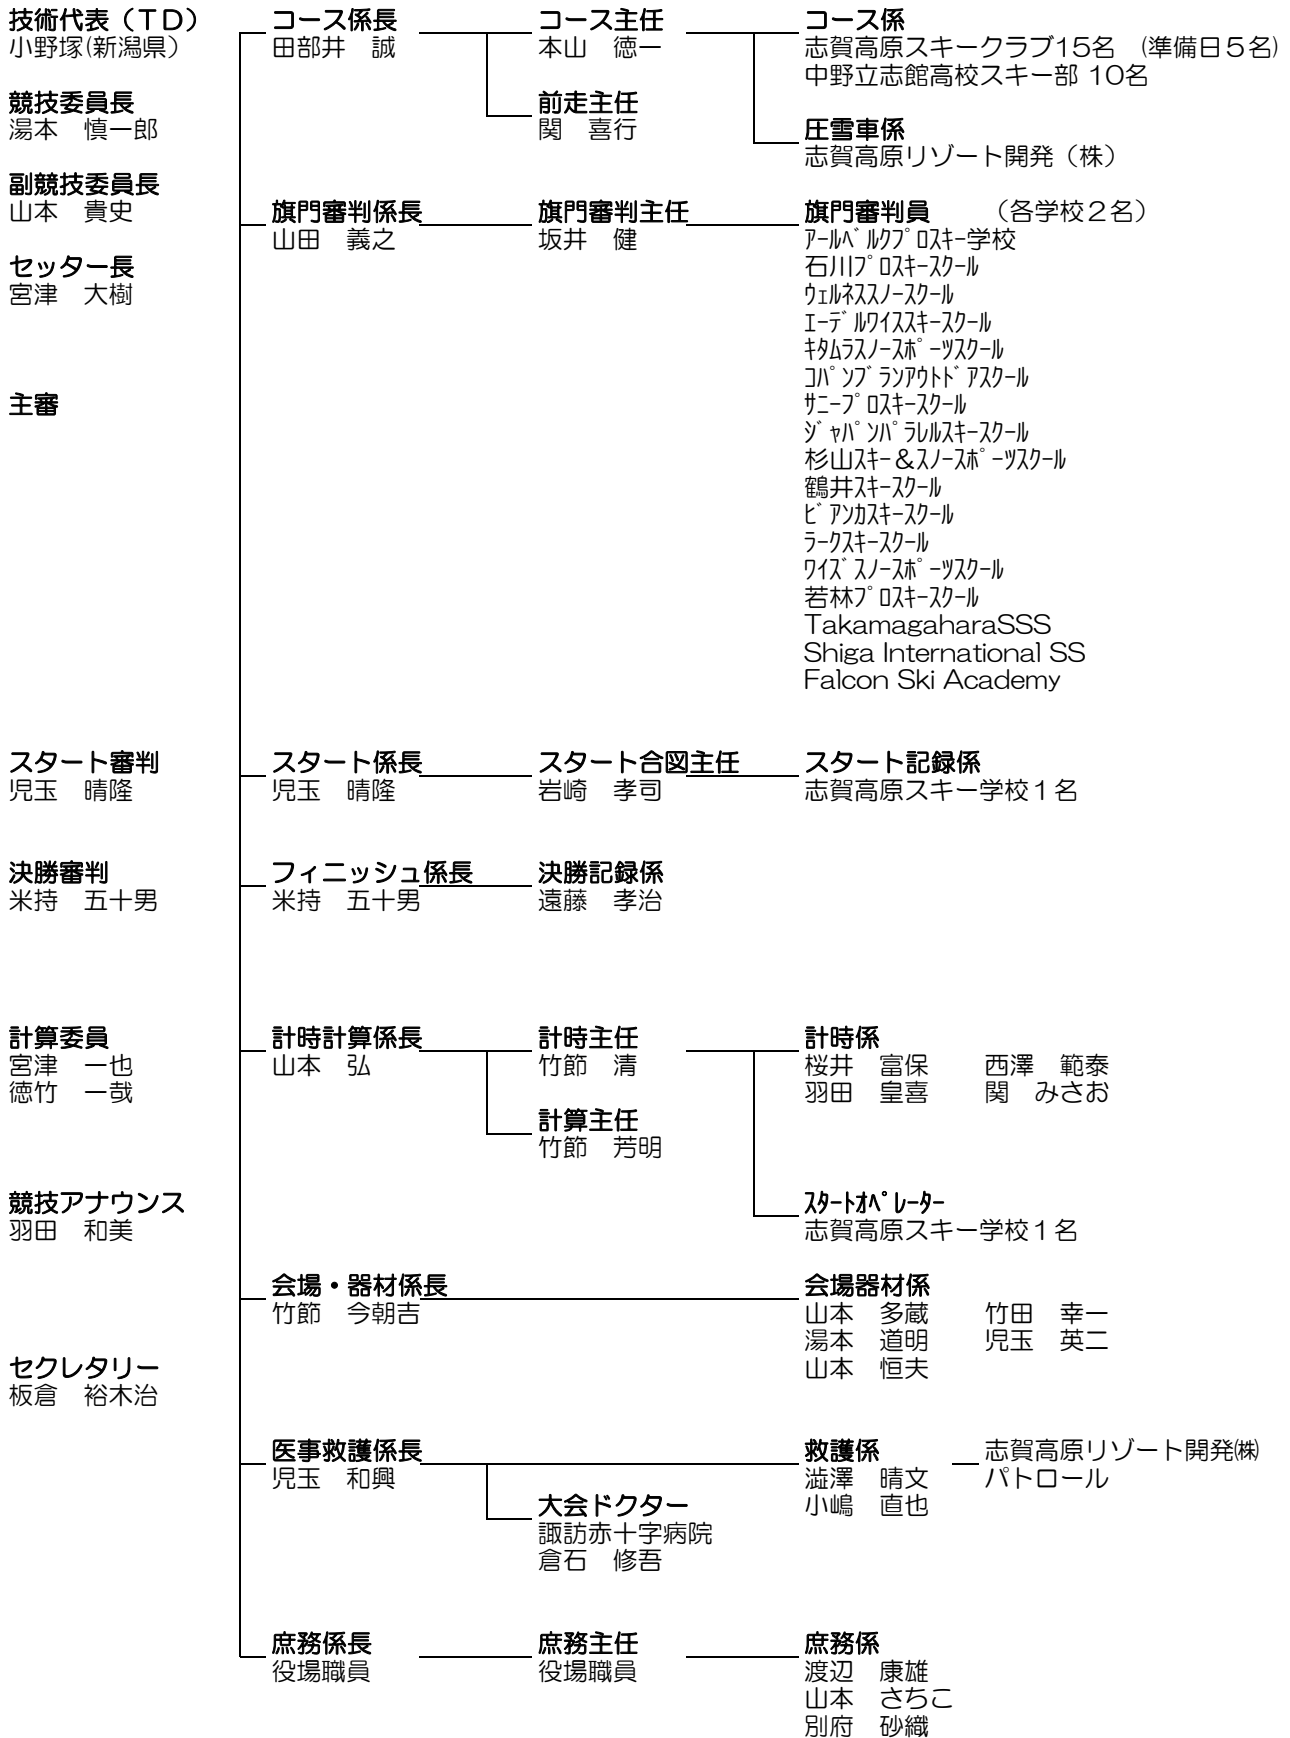 技術代表（ＴＤ）
小野塚(新潟県）
競技委員長
湯本　慎一郎
副競技委員長
山本　貴史
セッター長
宮津　大樹
主審
スタート審判
児玉　晴隆
決勝審判
米持　五十男
計算委員
宮津　一也
徳竹　一哉
競技アナウンス
羽田　和美
セクレタリー
板倉　裕木治
コース係長
田部井　誠
コース主任
本山　徳一
前走主任
関　喜行
コース係
志賀高原スキークラブ15名　(準備日５名)
中野立志館高校スキー部 10名
圧雪車係
志賀高原リゾート開発（株）
旗門審判係長
山田　義之
旗門審判主任
坂井　健
旗門審判員　　（各学校２名）
ｱｰﾙﾍﾞﾙｸﾌﾟﾛｽｷｰ学校
石川ﾌﾟﾛｽｷｰｽｸｰﾙ
ｳｪﾙﾈｽｽﾉｰｽｸｰﾙ
ｴｰﾃﾞﾙﾜｲｽｽｷｰｽｸｰﾙ
ｷﾀﾑﾗｽﾉｰｽﾎﾟｰﾂｽｸｰﾙ
ｺﾊﾟﾝﾌﾞﾗﾝｱｳﾄﾄﾞｱｽｸｰﾙ
ｻﾆｰﾌﾟﾛｽｷｰｽｸｰﾙ
ｼﾞｬﾊﾟﾝﾊﾟﾗﾚﾙｽｷｰｽｸｰﾙ
杉山ｽｷｰ＆ｽﾉｰｽﾎﾟｰﾂｽｸｰﾙ
鶴井ｽｷｰｽｸｰﾙ
ﾋﾞｱﾝｶｽｷｰｽｸｰﾙ
ﾗｰｸｽｷｰｽｸｰﾙ
ﾜｲｽﾞｽﾉｰｽﾎﾟｰﾂｽｸｰﾙ
若林ﾌﾟﾛｽｷｰｽｸｰﾙ
TakamagaharaSSS
Shiga International SS
Falcon Ski Academy
スタート係長
児玉　晴隆
スタート合図主任
岩崎　孝司
スタート記録係
志賀高原スキー学校１名
フィニッシュ係長
米持　五十男
決勝記録係
遠藤　孝治
計時計算係長
山本　弘
計時主任
竹節　清
計算主任
竹節　芳明
計時係
桜井　富保　　西澤　範泰
羽田　皇喜　　関　みさお
ｽﾀｰﾄｵﾍﾟﾚｰﾀｰ
志賀高原スキー学校１名
会場・器材係長
竹節　今朝吉
会場器材係
山本　多蔵　　竹田　幸一
湯本　道明　　児玉　英二
山本　恒夫
医事救護係長
児玉　和興
大会ドクター
諏訪赤十字病院
倉石　修吾
救護係
澁澤　晴文
小嶋　直也
志賀高原リゾート開発㈱
パトロール
庶務係長
役場職員
庶務主任
役場職員
庶務係
渡辺　康雄
山本　さちこ
別府　砂織